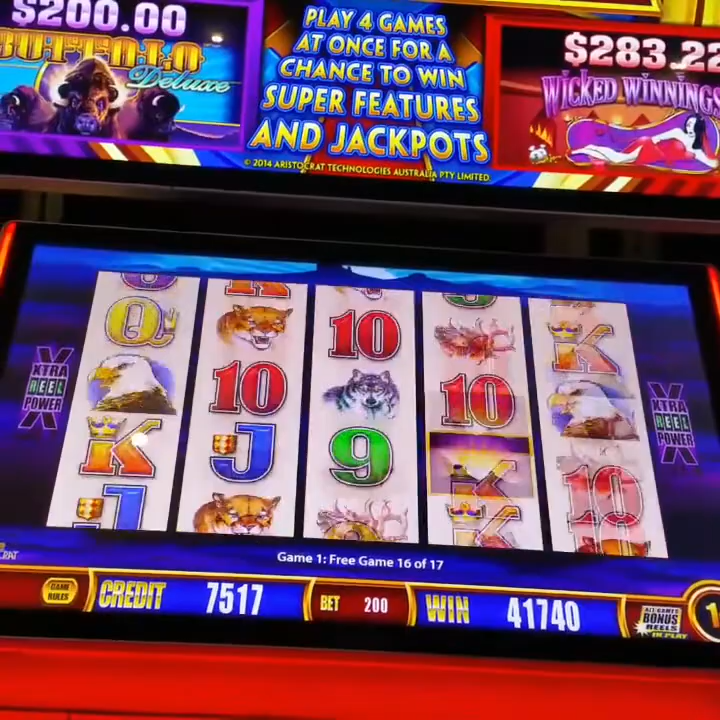 $200.00
BUFFALO
Deluxe
PLAY 4 GAMES
AT ONCE FOR A
CHANCE TO WIN
SUPER FEATURES
AND JACKPOTS
© 2014 ARISTOCRAT TECHNOLOGIES AUSTRALIA PTY LIMITED.
$283.22
WICKED WINNINGS
XTRA
REEL
POWER
Q
K
J
10
J
10
9
10
K
K
K
10
XTRA
REEL
POWER
Game 1: Free Game 16 of 17
GAME
RULES
CREDIT 7517
BET 200
WIN 41740
ALL GAMES
BONUS
REELS
IN PLAY
1